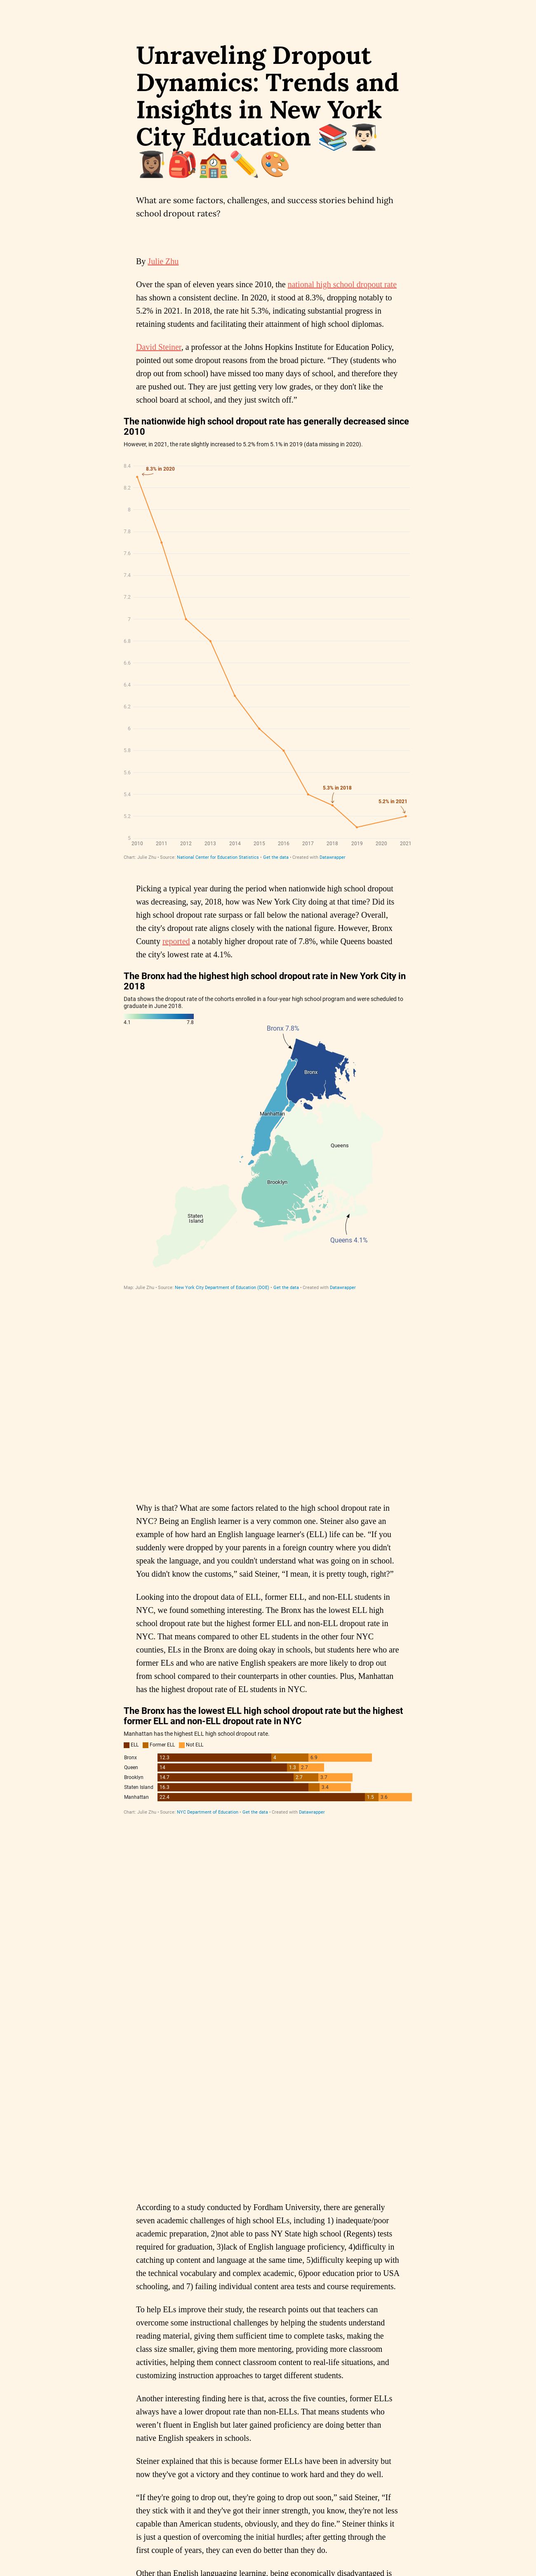 Unraveling Dropout
Dynamics: Trends and
Insights in New York
City Education 📚👨🏻‍🎓
👩🏽‍🎓🎒🏫✏️🎨
What are some factors, challenges, and success stories behind high
school dropout rates?
By Julie Zhu
Over the span of eleven years since 2010, the national high school dropout rate
has shown a consistent decline. In 2020, it stood at 8.3%, dropping notably to
5.2% in 2021. In 2018, the rate hit 5.3%, indicating substantial progress in
retaining students and facilitating their attainment of high school diplomas.
David Steiner, a professor at the Johns Hopkins Institute for Education Policy,
pointed out some dropout reasons from the broad picture. “They (students who
drop out from school) have missed too many days of school, and therefore they
are pushed out. They are just getting very low grades, or they don't like the
school board at school, and they just switch off.”
The nationwide high school dropout rate has generally decreased since
2010
However, in 2021, the rate slightly increased to 5.2% from 5.1% in 2019 (data missing in 2020).
8.4
8.3% in 2020
8.2
8
7.8
7.6
7.4
7.2
7
6.8
6.6
6.4
6.2
6
5.8
5.6
5.4
5.3% in 2018
5.2% in 2021
5.2
5
2010 2011 2012 2013 2014 2015 2016 2017 2018 2019 2020 2021
Chart: Julie Zhu • Source: National Center for Education Statistics • Get the data • Created with Datawrapper
Picking a typical year during the period when nationwide high school dropout
was decreasing, say, 2018, how was New York City doing at that time? Did its
high school dropout rate surpass or fall below the national average? Overall,
the city's dropout rate aligns closely with the national figure. However, Bronx
County reported a notably higher dropout rate of 7.8%, while Queens boasted
the city's lowest rate at 4.1%.
The Bronx had the highest high school dropout rate in New York City in
2018
Data shows the dropout rate of the cohorts enrolled in a four-year high school program and were scheduled to
graduate in June 2018.
4.1 7.8
Bronx 7.8%
Bronx
Manhattan
Queens
Brooklyn
Staten
Island
Queens 4.1%
Map: Julie Zhu • Source: New York City Department of Education (DOE) • Get the data • Created with Datawrapper
Why is that? What are some factors related to the high school dropout rate in
NYC? Being an English learner is a very common one. Steiner also gave an
example of how hard an English language learner's (ELL) life can be. “If you
suddenly were dropped by your parents in a foreign country where you didn't
speak the language, and you couldn't understand what was going on in school.
You didn't know the customs,” said Steiner, “I mean, it is pretty tough, right?”
Looking into the dropout data of ELL, former ELL, and non-ELL students in
NYC, we found something interesting. The Bronx has the lowest ELL high
school dropout rate but the highest former ELL and non-ELL dropout rate in
NYC. That means compared to other EL students in the other four NYC
counties, ELs in the Bronx are doing okay in schools, but students here who are
former ELs and who are native English speakers are more likely to drop out
from school compared to their counterparts in other counties. Plus, Manhattan
has the highest dropout rate of EL students in NYC.
The Bronx has the lowest ELL high school dropout rate but the highest
former ELL and non-ELL dropout rate in NYC
Manhattan has the highest ELL high school dropout rate.
ELL Former ELL Not ELL
Bronx 12.3 4 6.9
Queen 14 1.3 2.7
Brooklyn 14.7 2.7 3.7
Staten Island 16.3 3.4
Manhattan 22.4 1.5 3.6
Chart: Julie Zhu • Source: NYC Department of Education • Get the data • Created with Datawrapper
According to a study conducted by Fordham University, there are generally
seven academic challenges of high school ELs, including 1) inadequate/poor
academic preparation, 2)not able to pass NY State high school (Regents) tests
required for graduation, 3)lack of English language proficiency, 4)difficulty in
catching up content and language at the same time, 5)difficulty keeping up with
the technical vocabulary and complex academic, 6)poor education prior to USA
schooling, and 7) failing individual content area tests and course requirements.
To help ELs improve their study, the research points out that teachers can
overcome some instructional challenges by helping the students understand
reading material, giving them sufficient time to complete tasks, making the
class size smaller, giving them more mentoring, providing more classroom
activities, helping them connect classroom content to real-life situations, and
customizing instruction approaches to target different students.
Another interesting finding here is that, across the five counties, former ELLs
always have a lower dropout rate than non-ELLs. That means students who
weren’t fluent in English but later gained proficiency are doing better than
native English speakers in schools.
Steiner explained that this is because former ELLs have been in adversity but
now they've got a victory and they continue to work hard and they do well.
“If they're going to drop out, they're going to drop out soon,” said Steiner, “If
they stick with it and they've got their inner strength, you know, they're not less
capable than American students, obviously, and they do fine.” Steiner thinks it
is just a question of overcoming the initial hurdles; after getting through the
first couple of years, they can even do better than they do.
Other than English languaging learning, being economically disadvantaged is